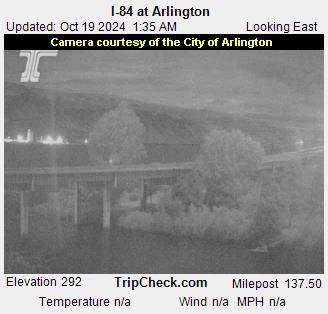 I-84 at Arlington
Updated: Oct 19 2024 1:35 AM Looking East
Camera courtesy of the City of Arlington
Elevation 292 TripCheck.com Milepost 137.50
Temperature n/a Wind n/a MPH n/a